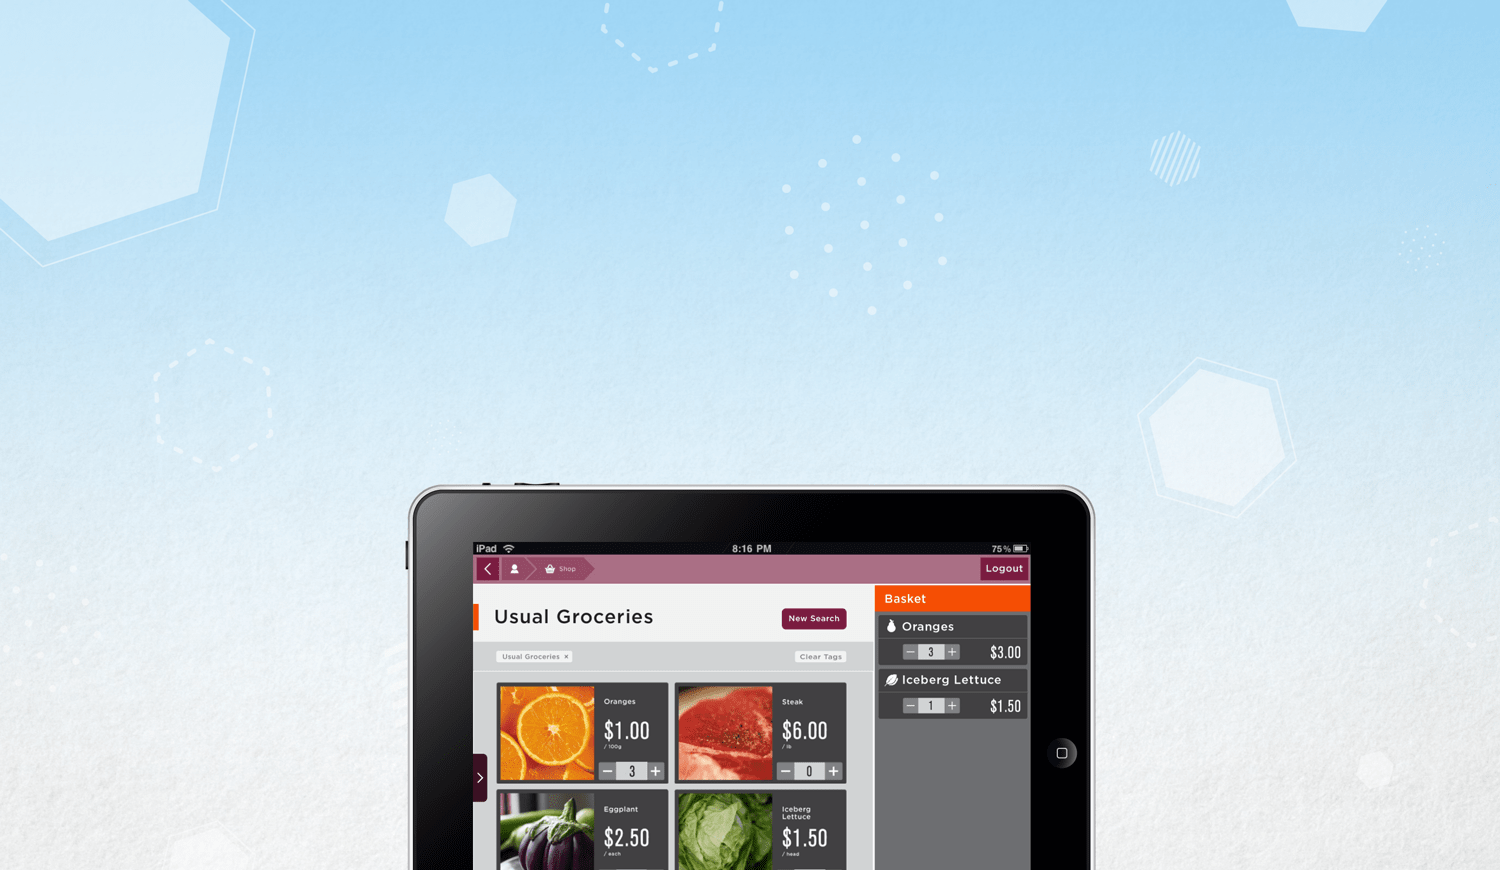 iPad 8:16 PM 75%
Shop Logout
Usual Groceries
New Search
Usual Groceries ×
Clear Tags
Oranges
$1.00
/ 100g
− 3 +
Steak
$6.00
/ lb
− 0 +
Eggplant
$2.50
/ each
Iceberg
Lettuce
$1.50
/ head
Basket
Oranges
− 3 + $3.00
Iceberg Lettuce
− 1 + $1.50